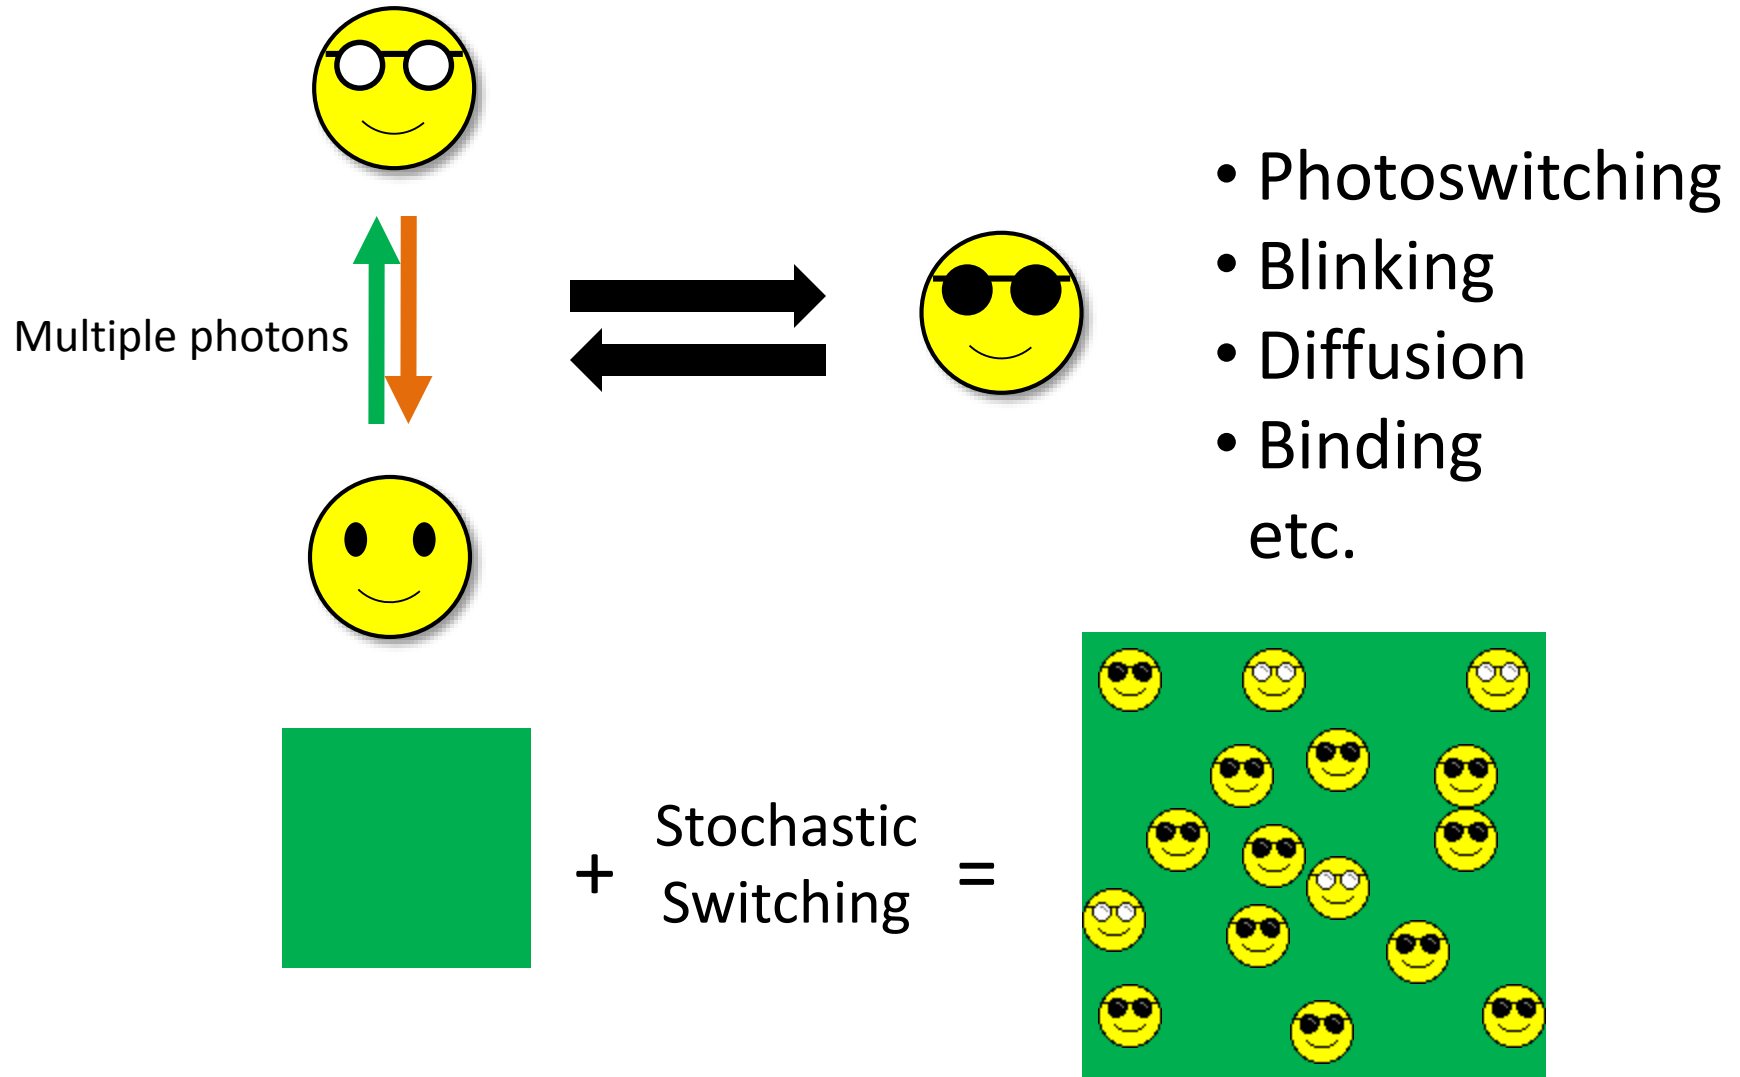 Multiple photons
• Photoswitching
• Blinking
• Diffusion
• Binding
etc.
+
Stochastic
Switching
=